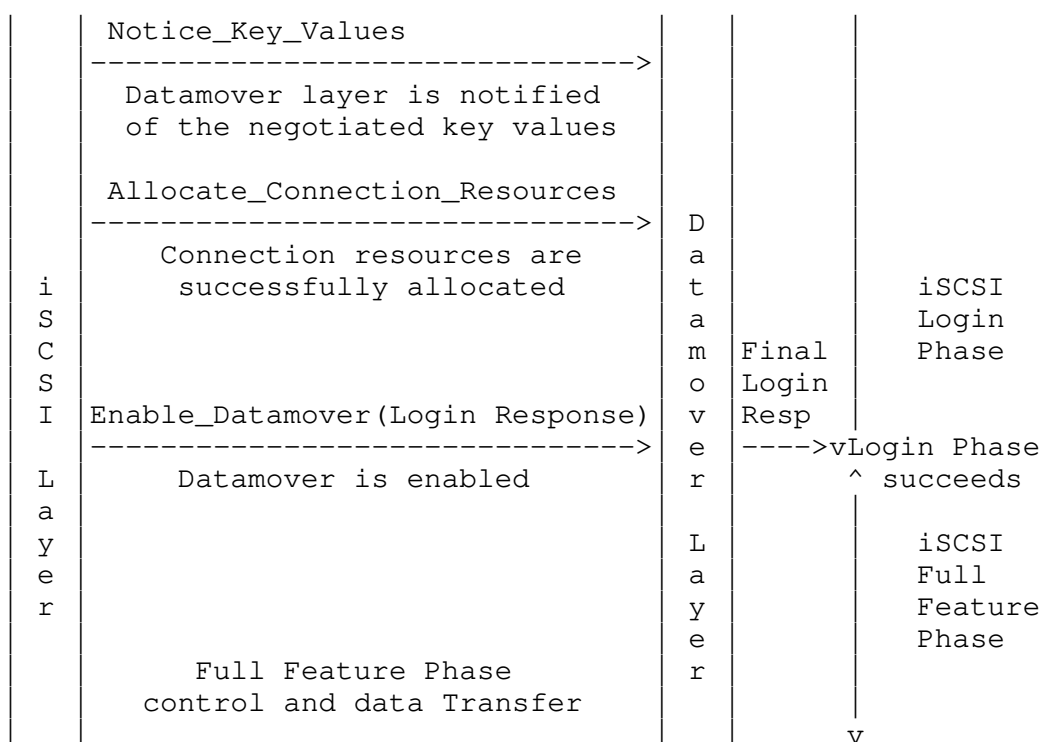 |     | Notice_Key_Values               |   |      |
|     |------------------------------->|   |      |
|     |  Datamover layer is notified    |   |      |
|     |  of the negotiated key values   |   |      |
|     |                                |   |      |
|     | Allocate_Connection_Resources   |   |      |
|     |------------------------------->| D |      |
|     |    Connection resources are     | a |      |
|  i  |     successfully allocated      | t |      |   iSCSI
|  S  |                                | a |      |   Login
|  C  |                                | m |Final |   Phase
|  S  |                                | o |Login |
|  I  |Enable_Datamover(Login Response)| v |Resp  |
|     |------------------------------->| e |---->vLogin Phase
|  L  |     Datamover is enabled        | r |      ^ succeeds
|  a  |                                |   |      |
|  y  |                                | L |      |   iSCSI
|  e  |                                | a |      |   Full
|  r  |                                | y |      |   Feature
|     |                                | e |      |   Phase
|     |      Full Feature Phase         | r |      |
|     |   control and data Transfer     |   |      |
|     |                                |   |      v